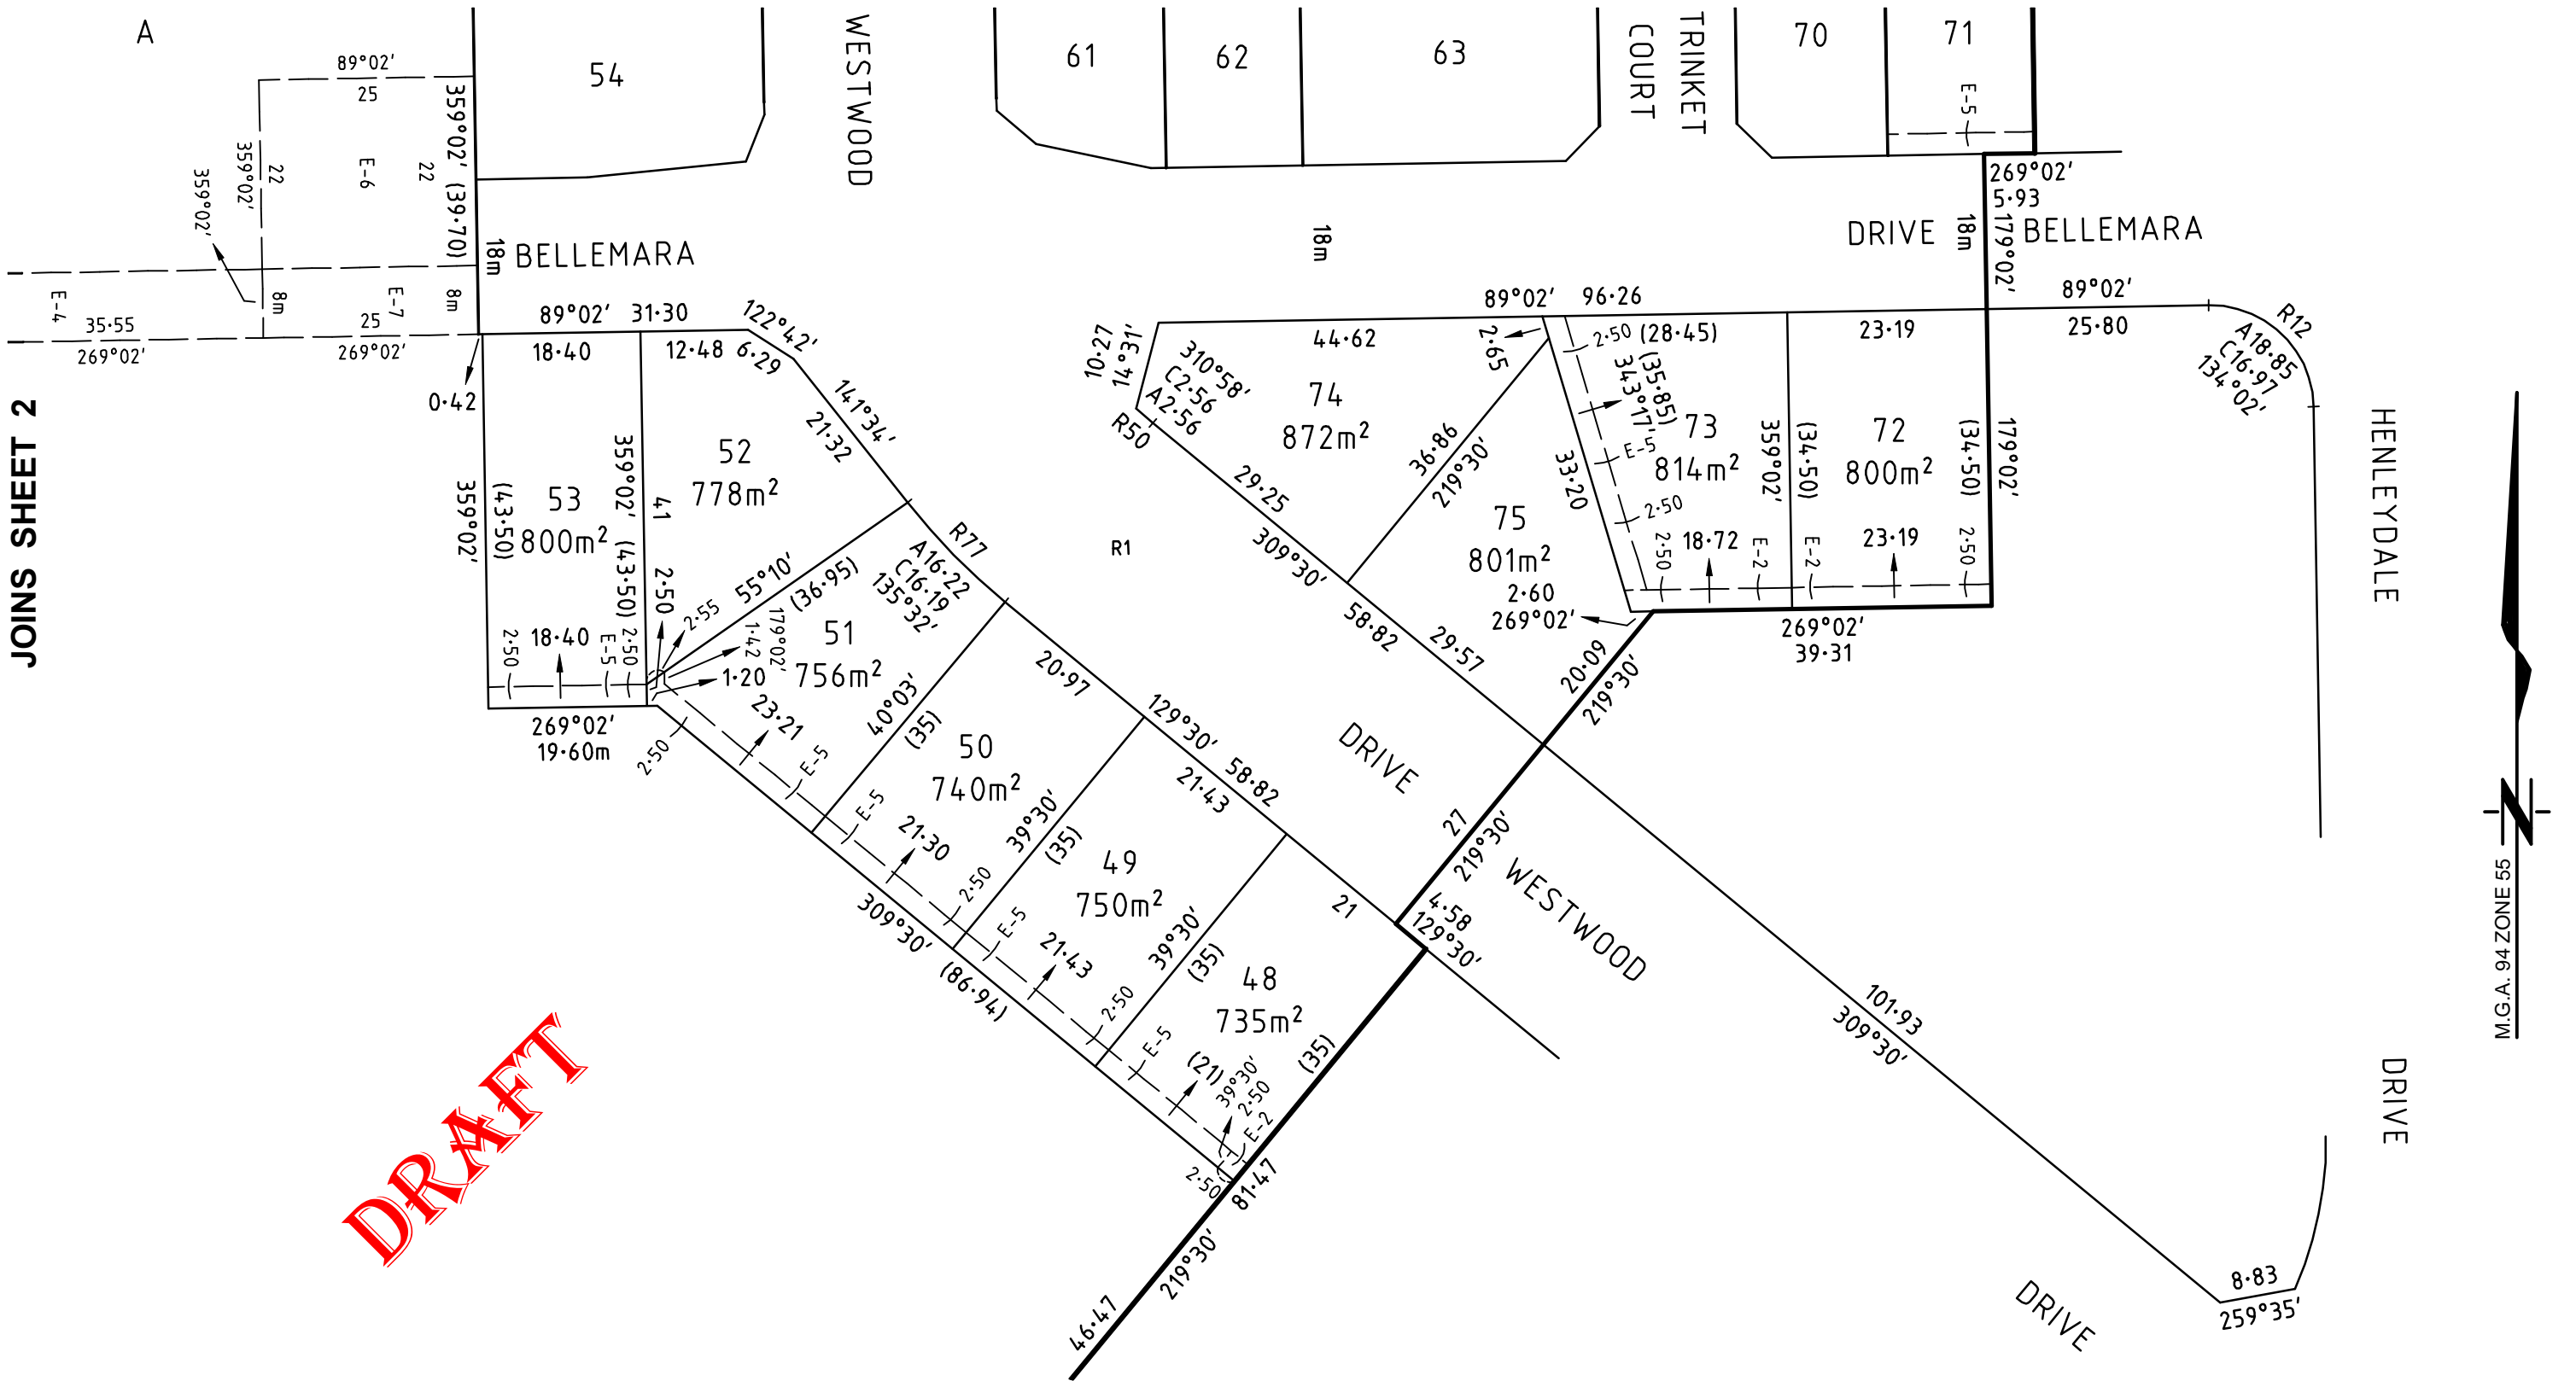 A
89°02′
25
359°02′ (39·70)
22
E-6
22
359°02′
359°02′
8m
E-7
8m
E-4
35·55
269°02′
25
269°02′
JOINS SHEET 2
54
WESTWOOD
61
62
63
TRINKET
COURT
70
71
E-5
269°02′
5·93
18m
179°02′
DRIVE
BELLEMARA
18m
BELLEMARA
18m
89°02′ 31·30
18·40
12·48
122°42′
6·29
0·42
141°34′
21·32
52
778m²
53
800m²
359°02′
(43·50)
359°02′ (43·50)
41
2·50
55°10′
(36·95)
2·55
179°02′
1·42
1·20
2·50
18·40
E-5
2·50
269°02′
19·60m
2·50
R77
A16·22
C16·19
135°32′
51
756m²
23·21
E-5
40°03′
(35)
20·97
50
740m²
E-5
21·30
2·50
39°30′
(35)
129°30′ 58·82
21·43
49
750m²
E-5
21·43
2·50
39°30′
(35)
309°30′ (86·94)
21
48
735m²
E-5
(21)
39°30′
2·50
E-2
2·50
(35)
81·47
219°30′
46·47
R1
10·27
14°31′
310°58′
C2·56
A2·56
R50
44·62
89°02′ 96·26
74
872m²
29·25
309°30′
58·82
29·57
36·86
219°30′
2·65
33·20
75
801m²
2·60
269°02′
2·50
(28·45)
(35·85)
343°17′
73
814m²
E-5
2·50
2·50
18·72
E-2
359°02′
(34·50)
23·19
72
800m²
E-2
23·19
2·50
(34·50)
179°02′
269°02′
39·31
20·09
219°30′
89°02′
25·80
R12
A18·85
C16·97
134°02′
HENLEYDALE
DRIVE
DRIVE
27
219°30′
4·58
129°30′
WESTWOOD
101·93
309°30′
DRIVE
8·83
259°35′
N
M.G.A. 94 ZONE 55
DRAFT